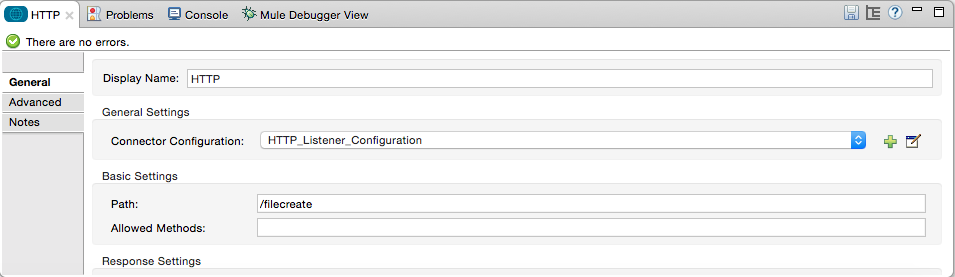 HTTP Problems Console Mule Debugger View
There are no errors.
General
Advanced
Notes
Display Name: HTTP
General Settings
Connector Configuration: HTTP_Listener_Configuration
Basic Settings
Path: /filecreate
Allowed Methods:
Response Settings